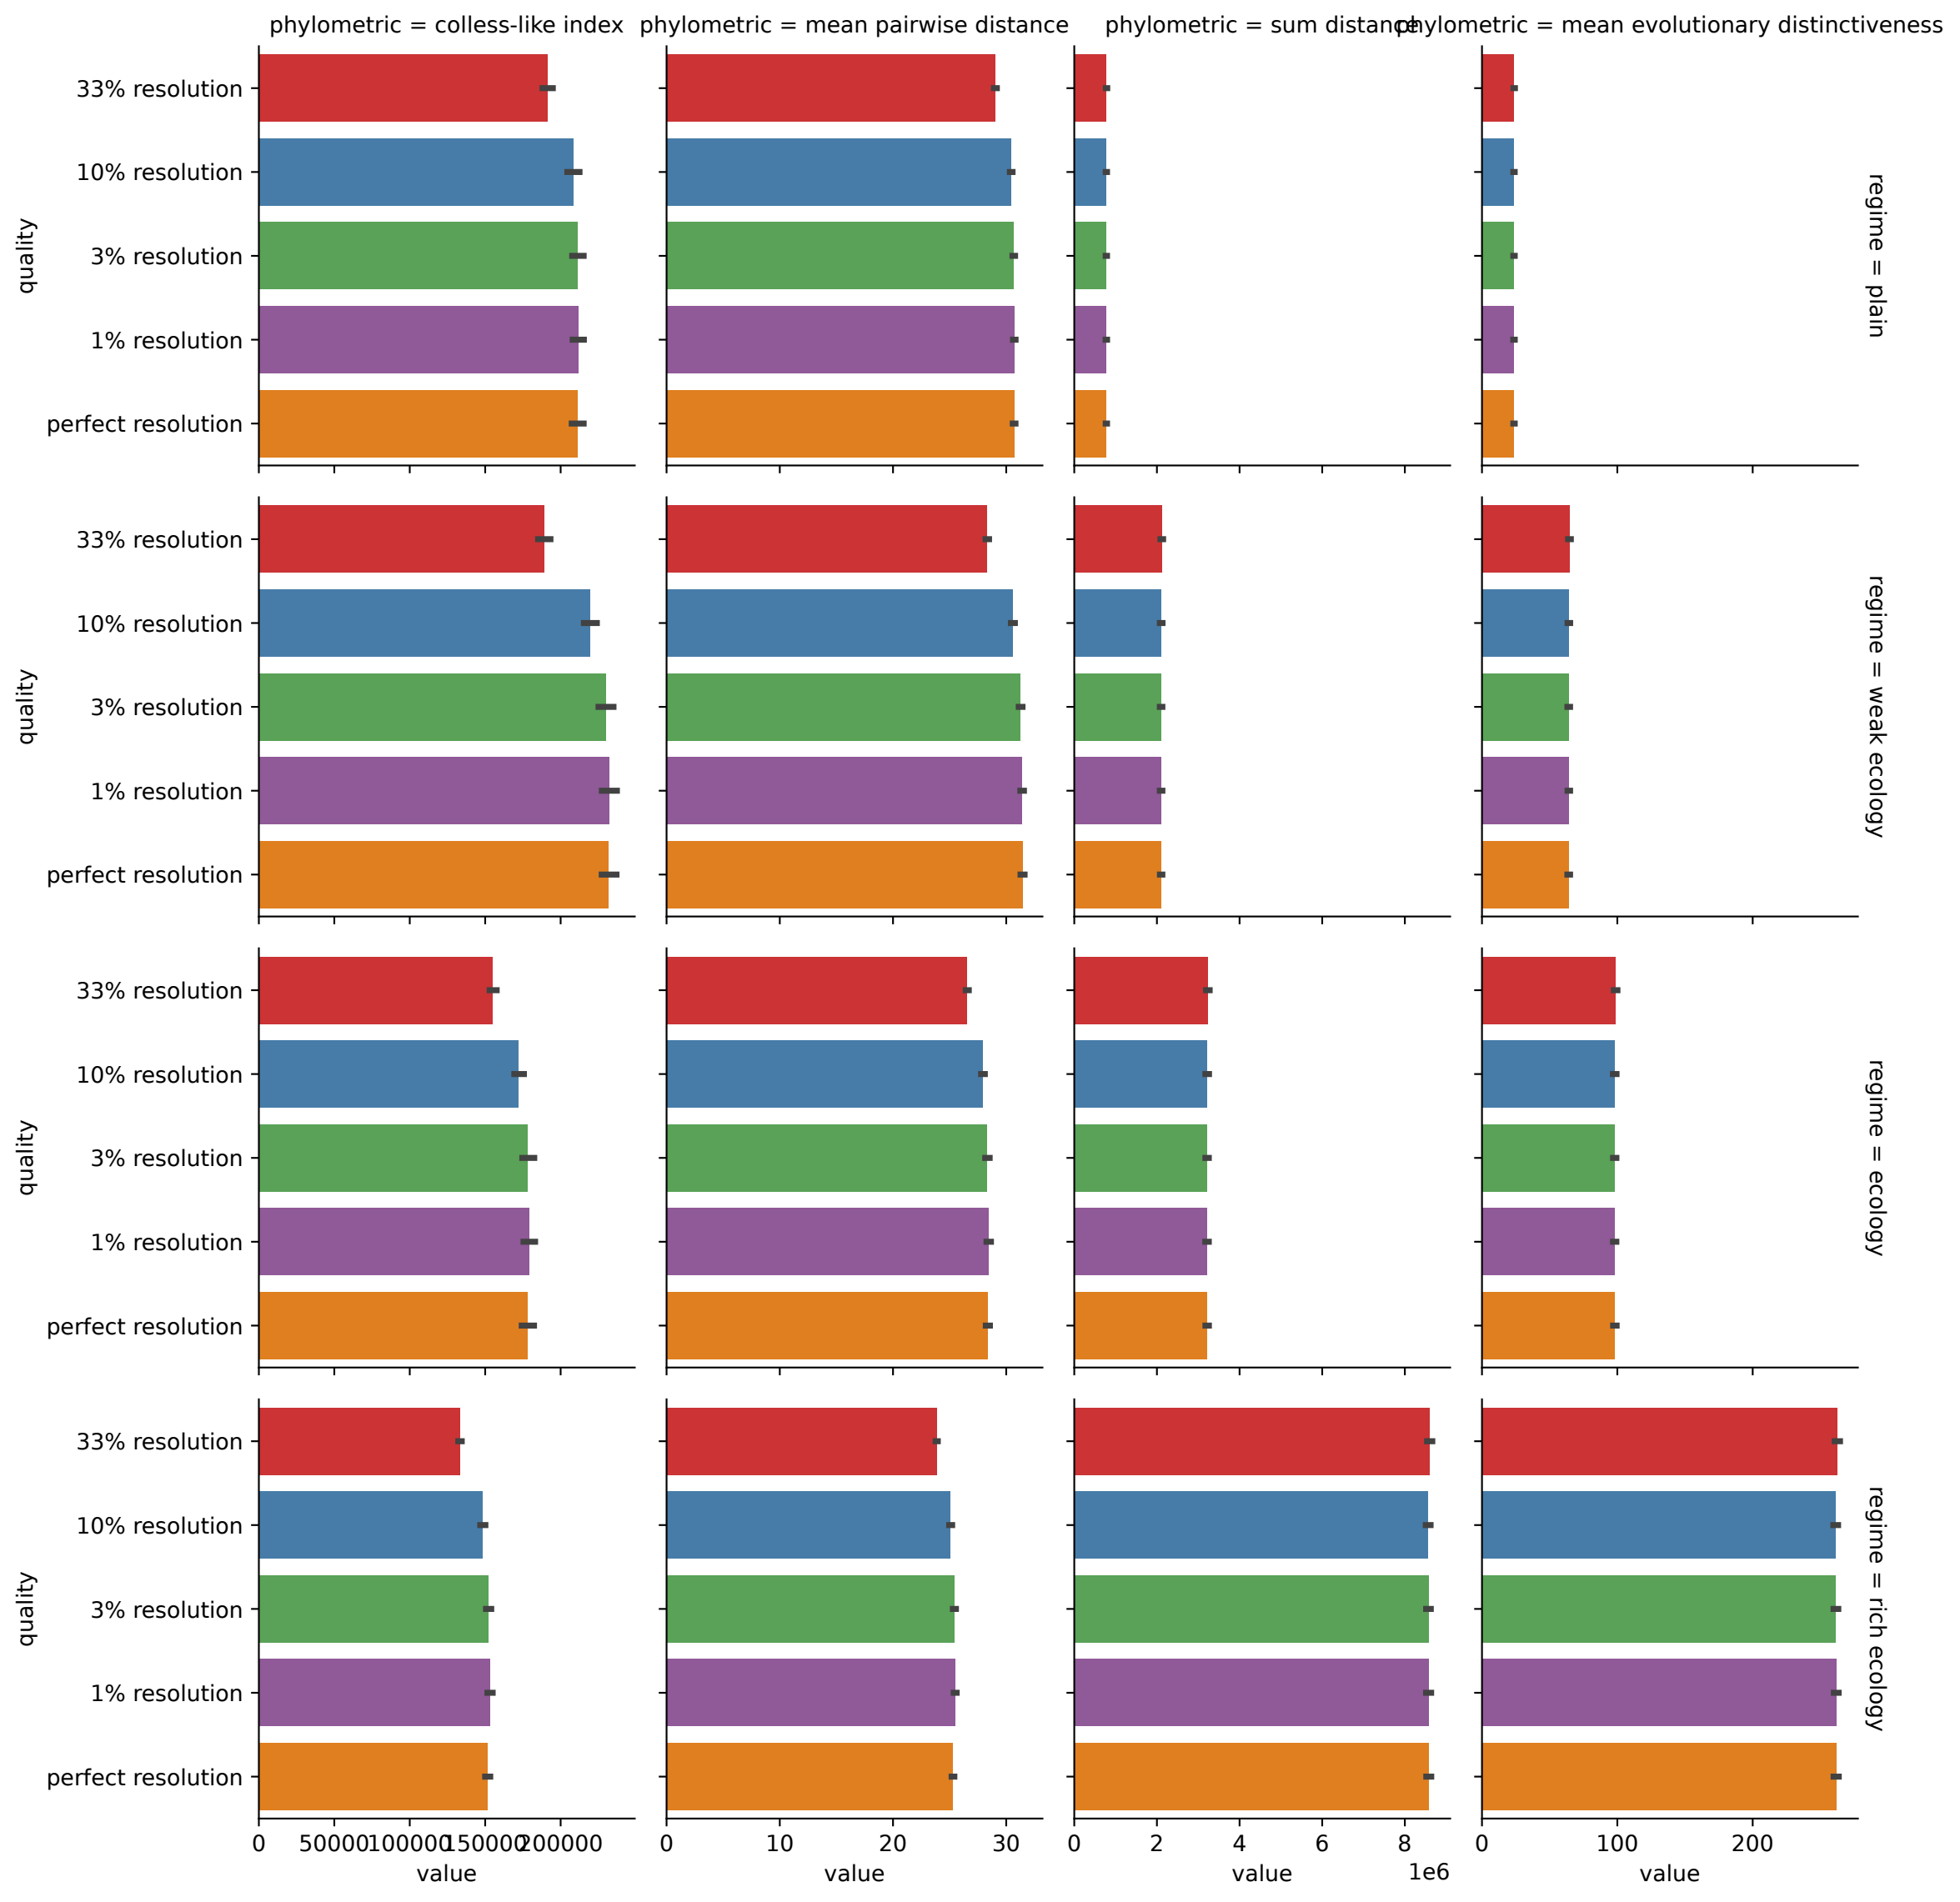 phylometric = colless-like index
phylometric = mean pairwise distance
phylometric = sum distance
phylometric = mean evolutionary distinctiveness
quality
33% resolution
10% resolution
3% resolution
1% resolution
perfect resolution
regime = plain
quality
33% resolution
10% resolution
3% resolution
1% resolution
perfect resolution
regime = weak ecology
quality
33% resolution
10% resolution
3% resolution
1% resolution
perfect resolution
regime = ecology
quality
33% resolution
10% resolution
3% resolution
1% resolution
perfect resolution
regime = rich ecology
0 50000 100000 150000 200000
value
0 10 20 30
value
0 2 4 6 8
1e6
value
0 100 200
value